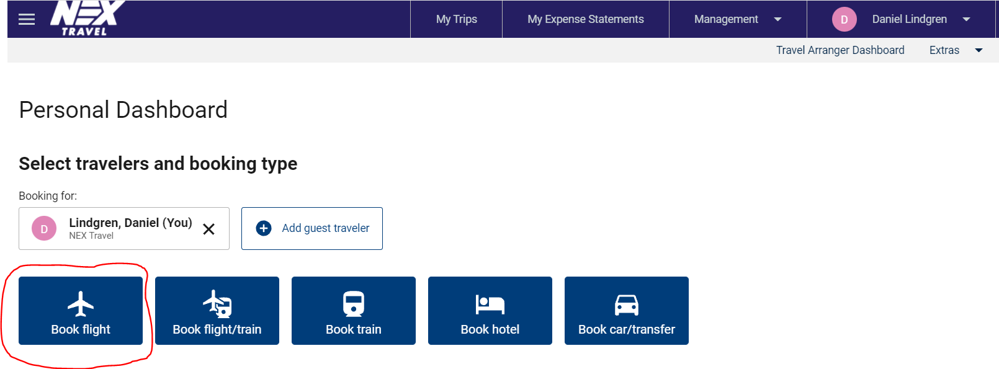 NEX
TRAVEL
My Trips
My Expense Statements
Management
D
Daniel Lindgren
Travel Arranger Dashboard
Extras
Personal Dashboard
Select travelers and booking type
Booking for:
D
Lindgren, Daniel (You)
NEX Travel
Add guest traveler
Book flight
Book flight/train
Book train
Book hotel
Book car/transfer